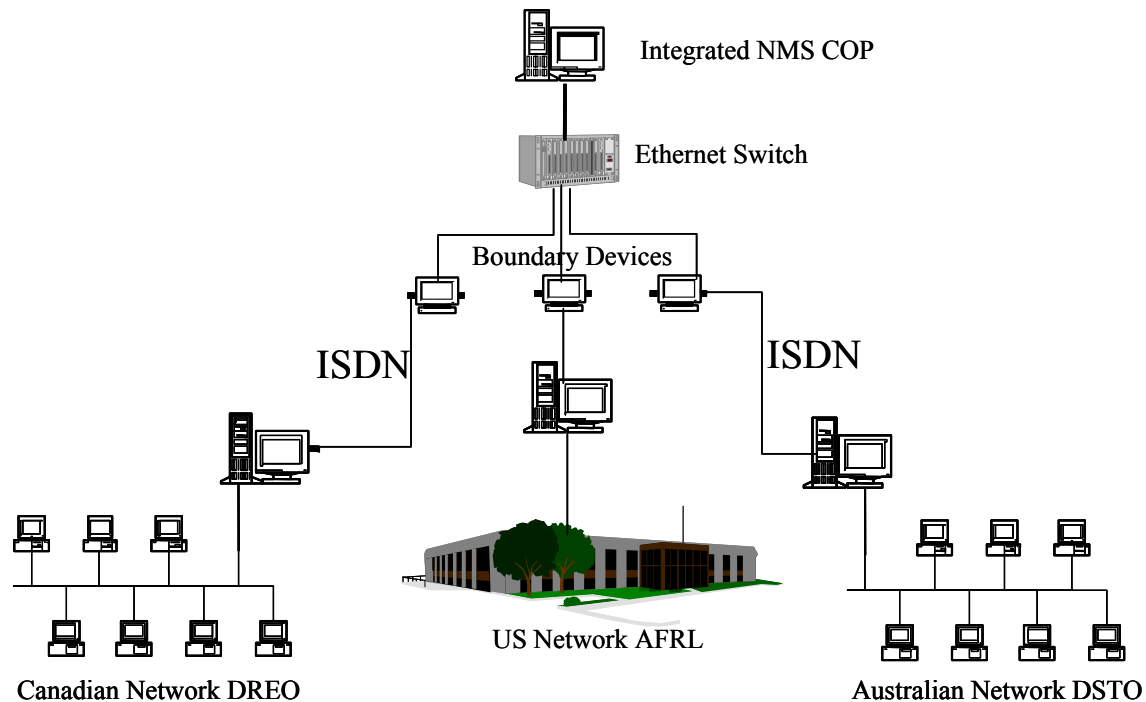 Integrated NMS COP
Ethernet Switch
Boundary Devices
ISDN
ISDN
US Network AFRL
Canadian Network DREO
Australian Network DSTO